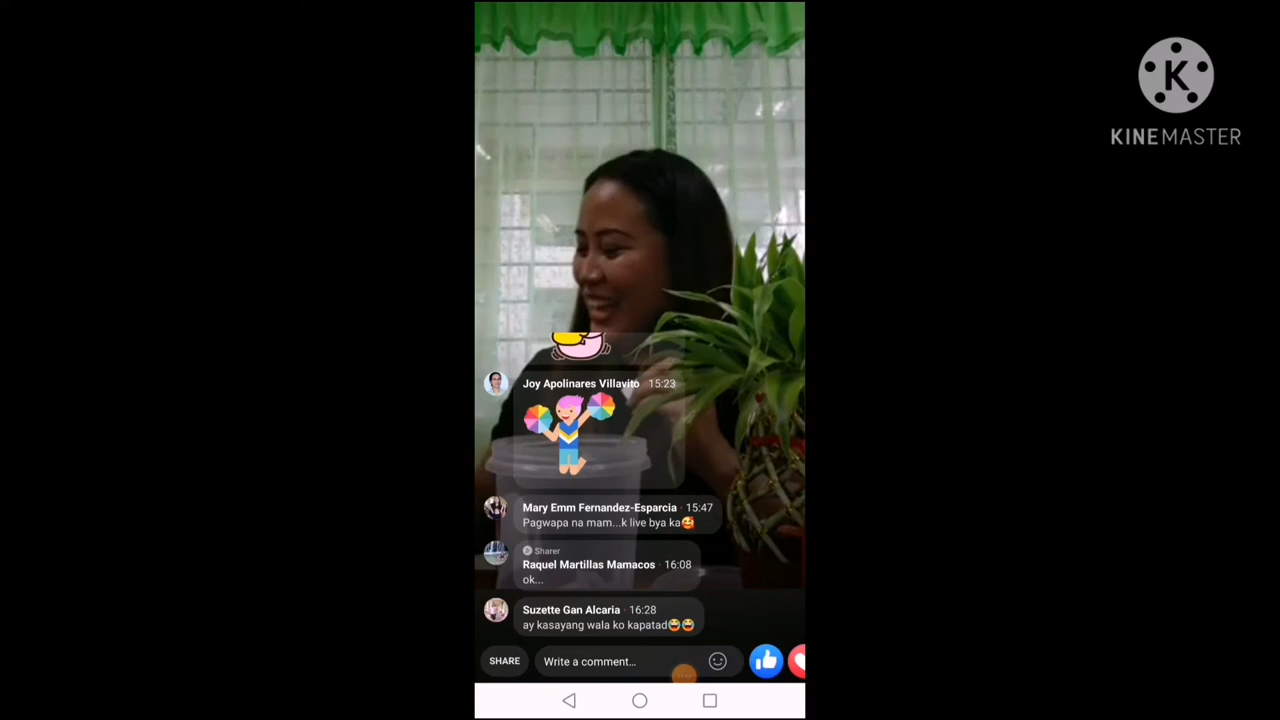 K
KINEMASTER
Joy Apolinares Villavito 15:23
Mary Emm Fernandez-Esparcia · 15:47
Pagwapa na mam...k live bya ka🥰
Sharer
Raquel Martillas Mamacos · 16:08
ok...
Suzette Gan Alcaria · 16:28
ay kasayang wala ko kapatad😂😂
SHARE
Write a comment...